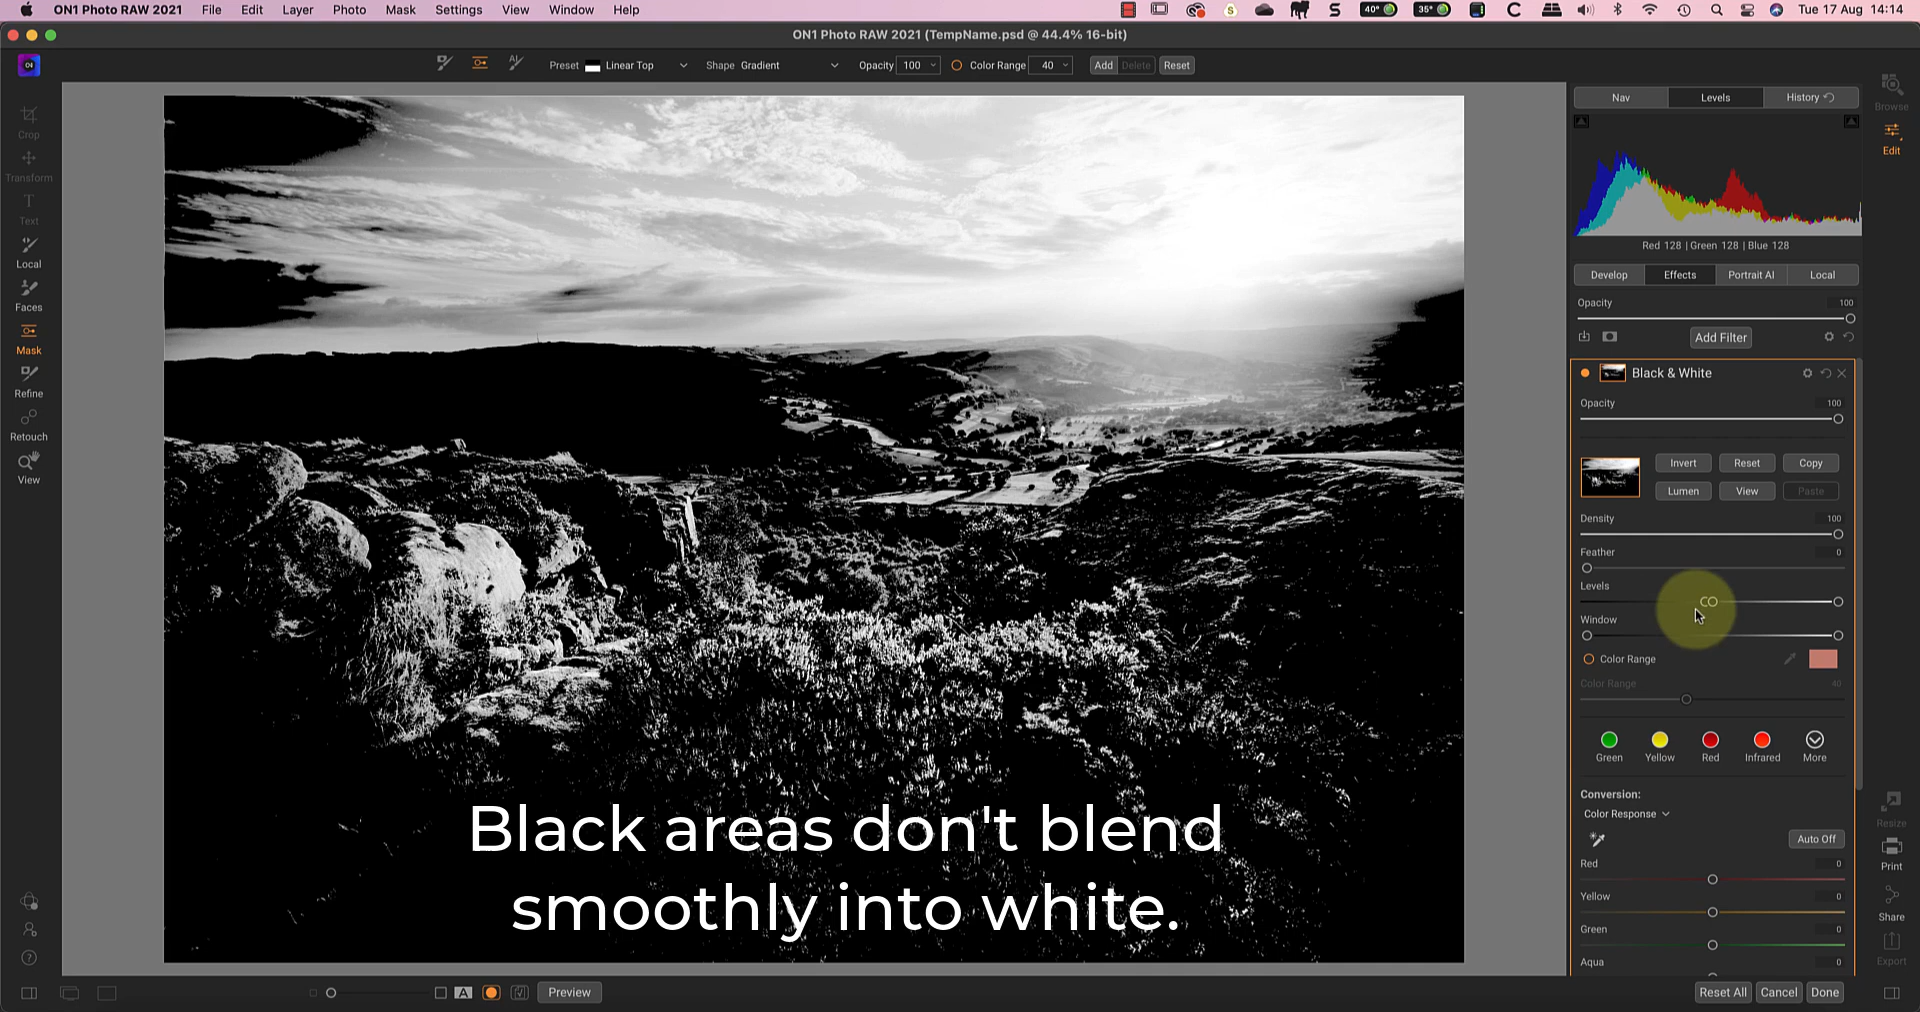 ON1 Photo RAW 2021 File Edit Layer Photo Mask Settings View Window Help 40° 35° Tue 17 Aug 14:14
ON1 Photo RAW 2021 (TempName.psd @ 44.4% 16-bit)
Preset Linear Top Shape Gradient Opacity 100 Color Range 40 Add Delete Reset
Nav Levels History
Browse
Crop
Edit
Transform
Text
Red 128 | Green 128 | Blue 128
Local
Develop Effects Portrait AI Local
Faces
Opacity 100
Add Filter
Mask
Black & White
Refine
Opacity 100
Retouch
Invert Reset Copy
View
Lumen View Paste
Density 100
Feather 0
Levels
Window
Color Range
Color Range 40
Green Yellow Red Infrared More
Conversion:
Color Response
Resize
Auto Off
Red 0
Print
Yellow 0
Share
Green 0
Export
Aqua 0
Black areas don't blend
smoothly into white.
A Preview Reset All Cancel Done